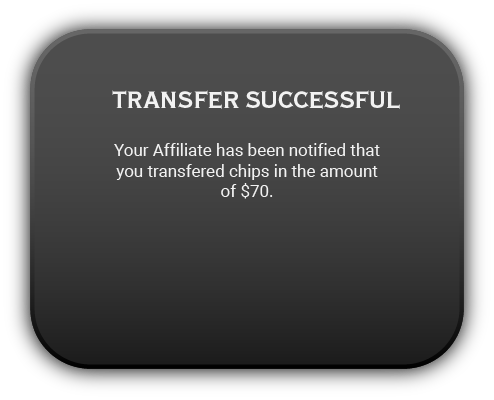 TRANSFER SUCCESSFUL
Your Affiliate has been notified that
you transfered chips in the amount
of $70.